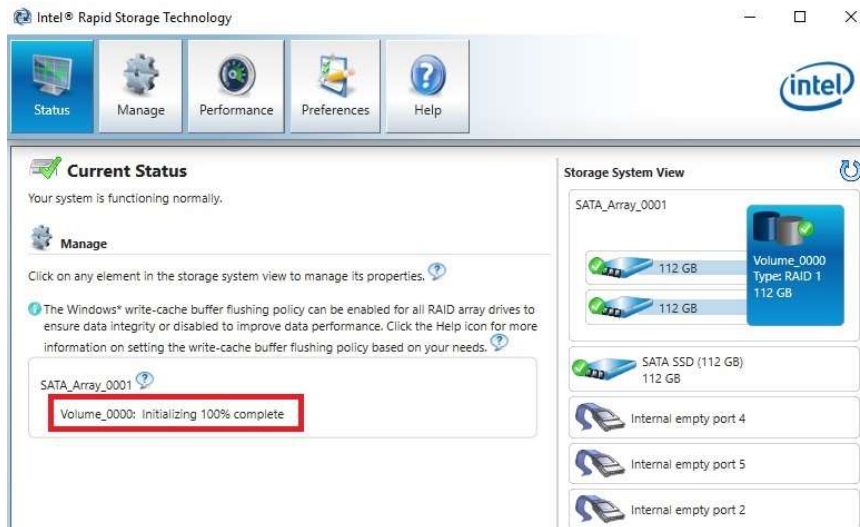 Intel® Rapid Storage Technology
Status
Manage
Performance
Preferences
Help
intel
Current Status
Your system is functioning normally.
Manage
Click on any element in the storage system view to manage its properties.
The Windows* write-cache buffer flushing policy can be enabled for all RAID array drives to
ensure data integrity or disabled to improve data performance. Click the Help icon for more
information on setting the write-cache buffer flushing policy based on your needs.
SATA_Array_0001
Volume_0000: Initializing 100% complete
Storage System View
SATA_Array_0001
112 GB
112 GB
Volume_0000
Type: RAID 1
112 GB
SATA SSD (112 GB)
112 GB
Internal empty port 4
Internal empty port 5
Internal empty port 2